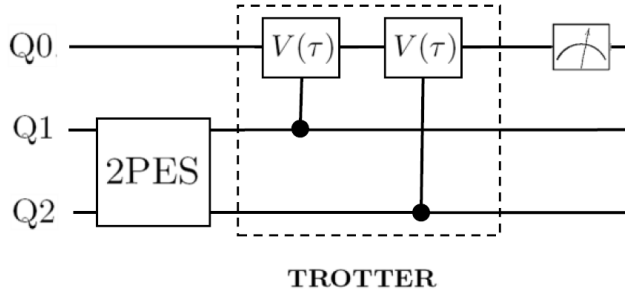 Q0 V(τ) V(τ)
Q1
2PES
Q2
TROTTER